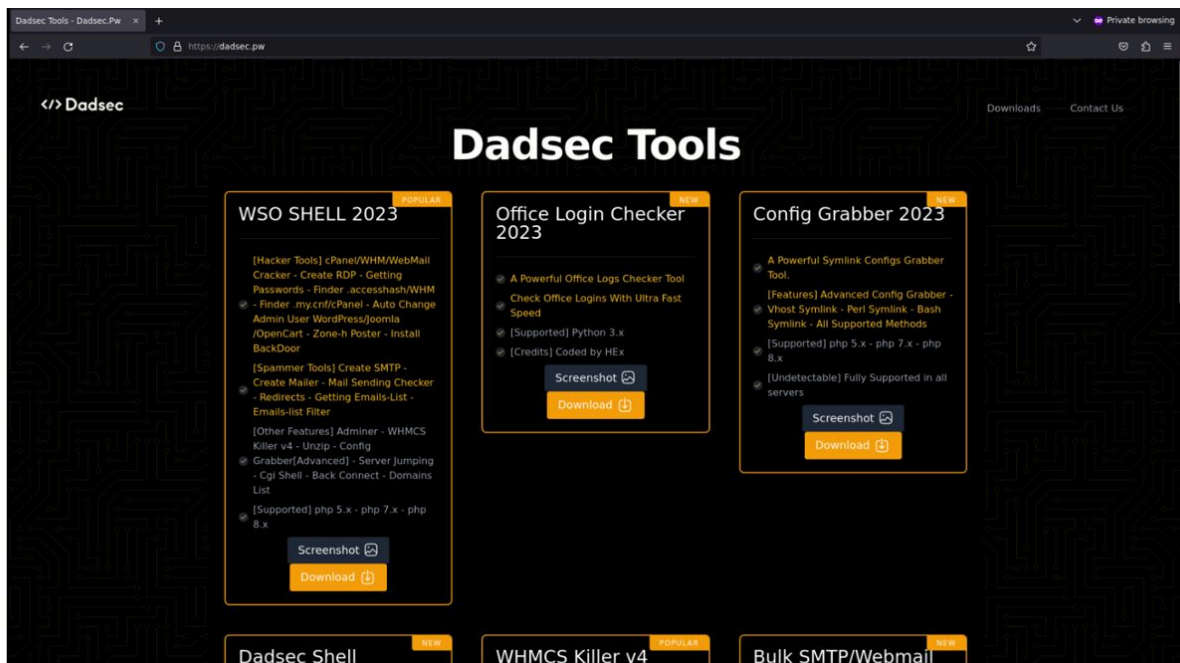 Dadsec Tools - Dadsec.Pw
Private browsing
https://dadsec.pw
</> Dadsec
Downloads
Contact Us
Dadsec Tools
POPULAR
WSO SHELL 2023
[Hacker Tools] cPanel/WHM/WebMail
Cracker - Create RDP - Getting
Passwords - Finder .accesshash/WHM
- Finder .my.cnf/cPanel - Auto Change
Admin User WordPress/Joomla
/OpenCart - Zone-h Poster - Install
BackDoor
[Spammer Tools] Create SMTP -
Create Mailer - Mail Sending Checker
- Redirects - Getting Emails-List -
Emails-list Filter
[Other Features] Adminer - WHMCS
Killer v4 - Unzip - Config
Grabber[Advanced] - Server Jumping
- Cgi Shell - Back Connect - Domains
List
[Supported] php 5.x - php 7.x - php
8.x
Screenshot
Download
NEW
Office Login Checker
2023
A Powerful Office Logs Checker Tool
Check Office Logins With Ultra Fast
Speed
[Supported] Python 3.x
[Credits] Coded by HEx
Screenshot
Download
NEW
Config Grabber 2023
A Powerful Symlink Configs Grabber
Tool.
[Features] Advanced Config Grabber -
Vhost Symlink - Perl Symlink - Bash
Symlink - All Supported Methods
[Supported] php 5.x - php 7.x - php
8.x
[Undetectable] Fully Supported in all
servers
Screenshot
Download
NEW
Dadsec Shell
POPULAR
WHMCS Killer v4
NEW
Bulk SMTP/Webmail